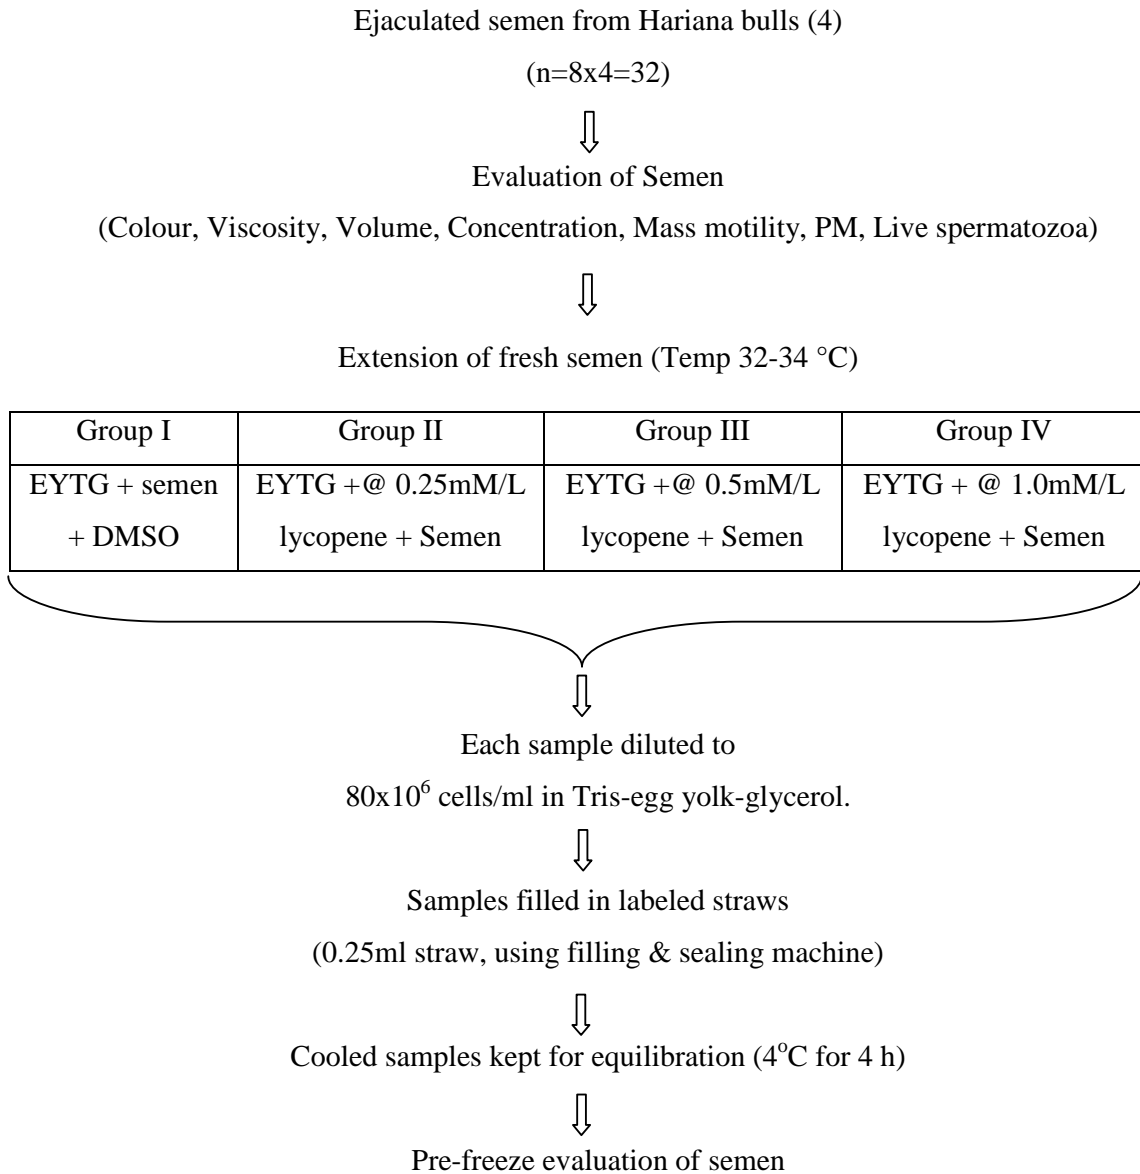 Ejaculated semen from Hariana bulls (4)
(n=8x4=32)
Evaluation of Semen
(Colour, Viscosity, Volume, Concentration, Mass motility, PM, Live spermatozoa)
Extension of fresh semen (Temp 32-34 °C)
Group I
Group II
Group III
Group IV
EYTG + semen
+ DMSO
EYTG +@ 0.25mM/L
lycopene + Semen
EYTG +@ 0.5mM/L
lycopene + Semen
EYTG + @ 1.0mM/L
lycopene + Semen
Each sample diluted to
80x10⁶ cells/ml in Tris-egg yolk-glycerol.
Samples filled in labeled straws
(0.25ml straw, using filling & sealing machine)
Cooled samples kept for equilibration (4°C for 4 h)
Pre-freeze evaluation of semen